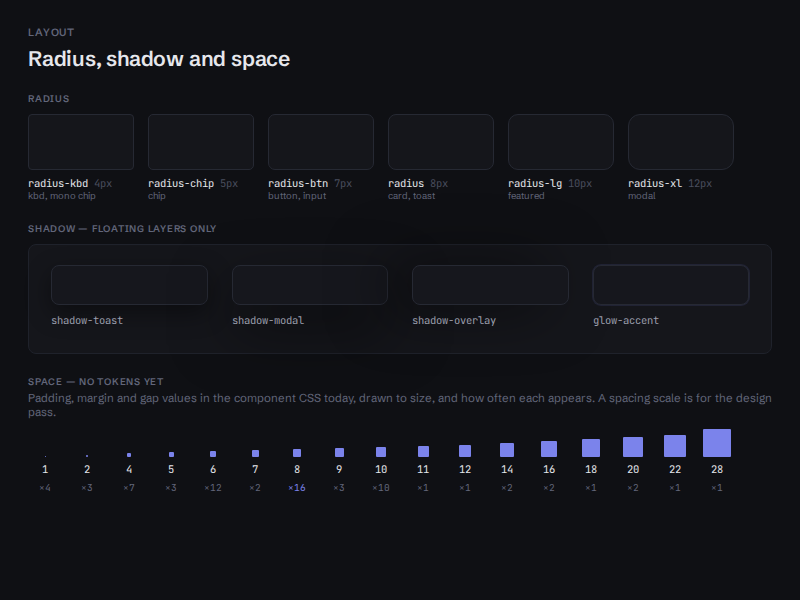 LAYOUT
Radius, shadow and space
RADIUS
radius-kbd 4px
kbd, mono chip
radius-chip 5px
chip
radius-btn 7px
button, input
radius 8px
card, toast
radius-lg 10px
featured
radius-xl 12px
modal
SHADOW — FLOATING LAYERS ONLY
shadow-toast
shadow-modal
shadow-overlay
glow-accent
SPACE — NO TOKENS YET
Padding, margin and gap values in the component CSS today, drawn to size, and how often each appears. A spacing scale is for the design
pass.
1 2 4 5 6 7 8 9 10 11 12 14 16 18 20 22 28
×4 ×3 ×7 ×3 ×12 ×2 ×16 ×3 ×10 ×1 ×1 ×2 ×2 ×1 ×2 ×1 ×1